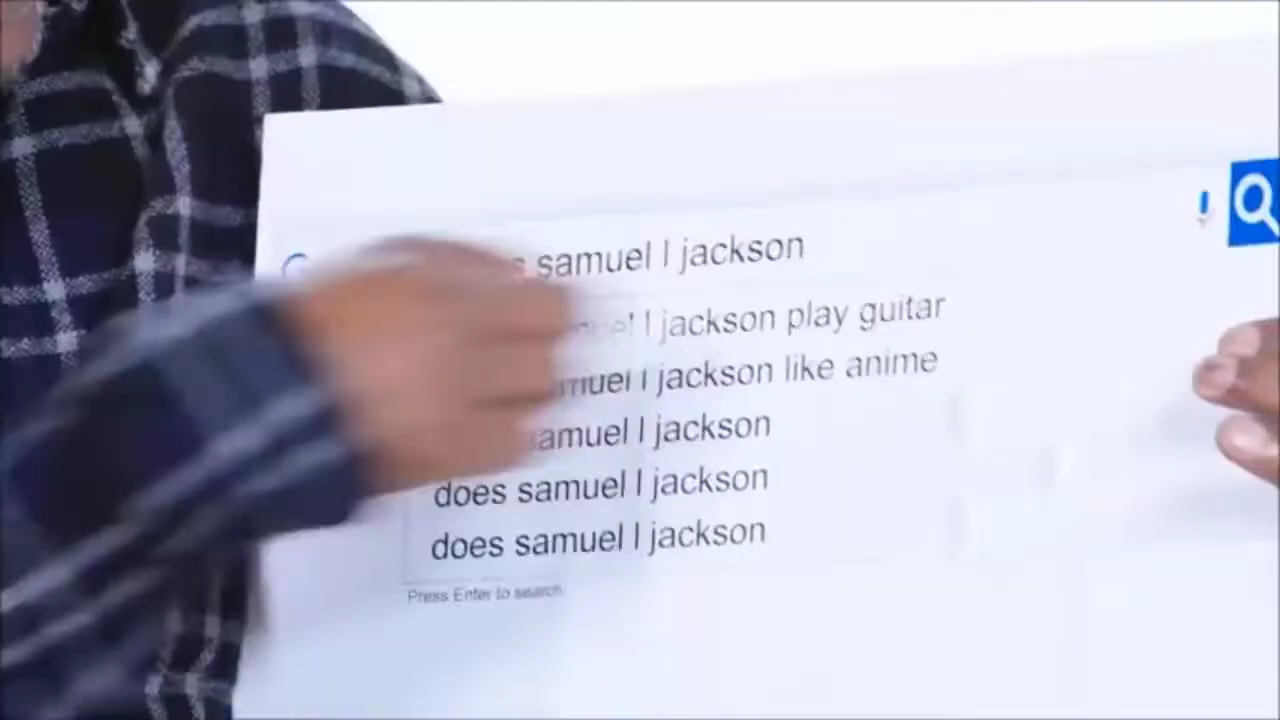 samuel l jackson
l jackson play guitar
l jackson like anime
samuel l jackson
does samuel l jackson
does samuel l jackson
Press Enter to search